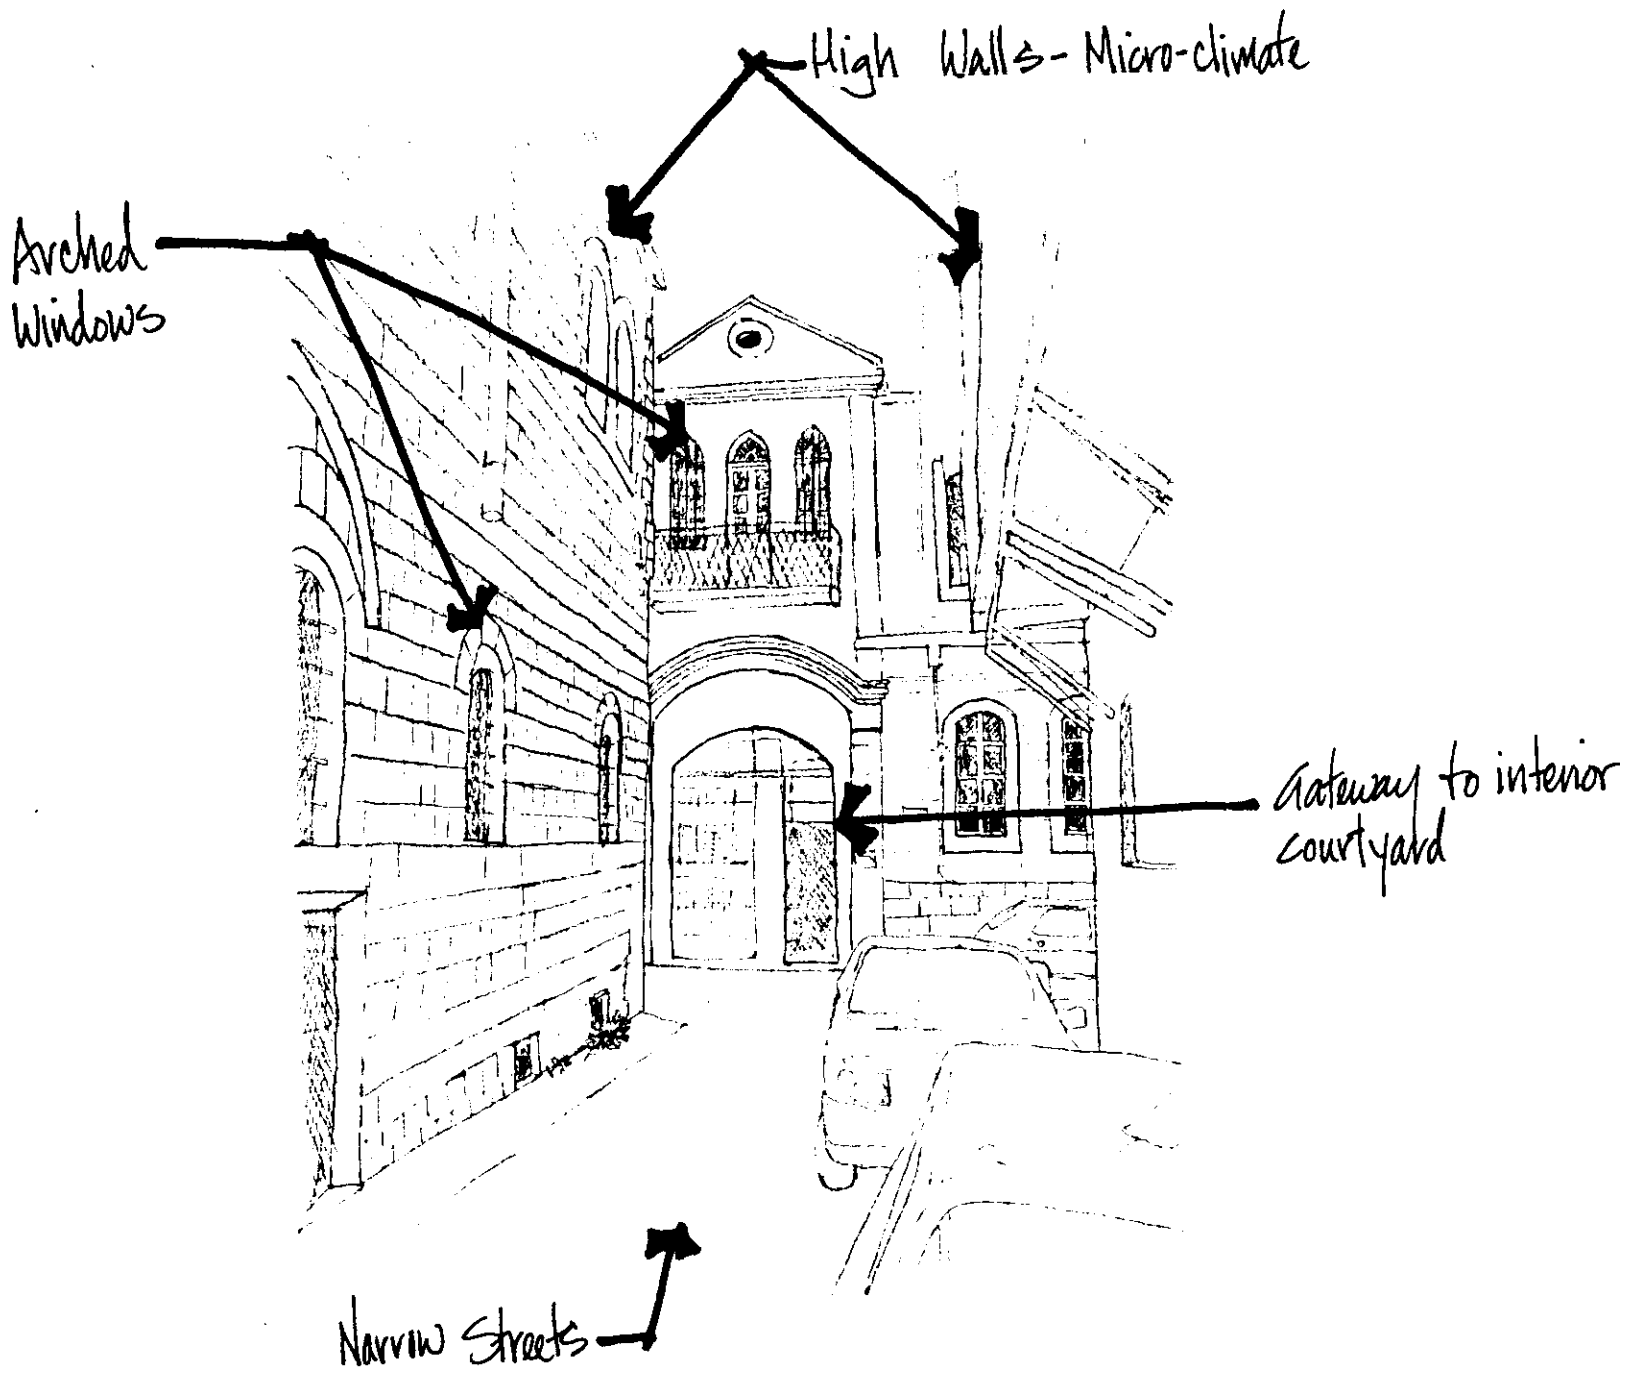 High Walls - Micro-climate
Arched
Windows
Gateway to interior
courtyard
Narrow Streets